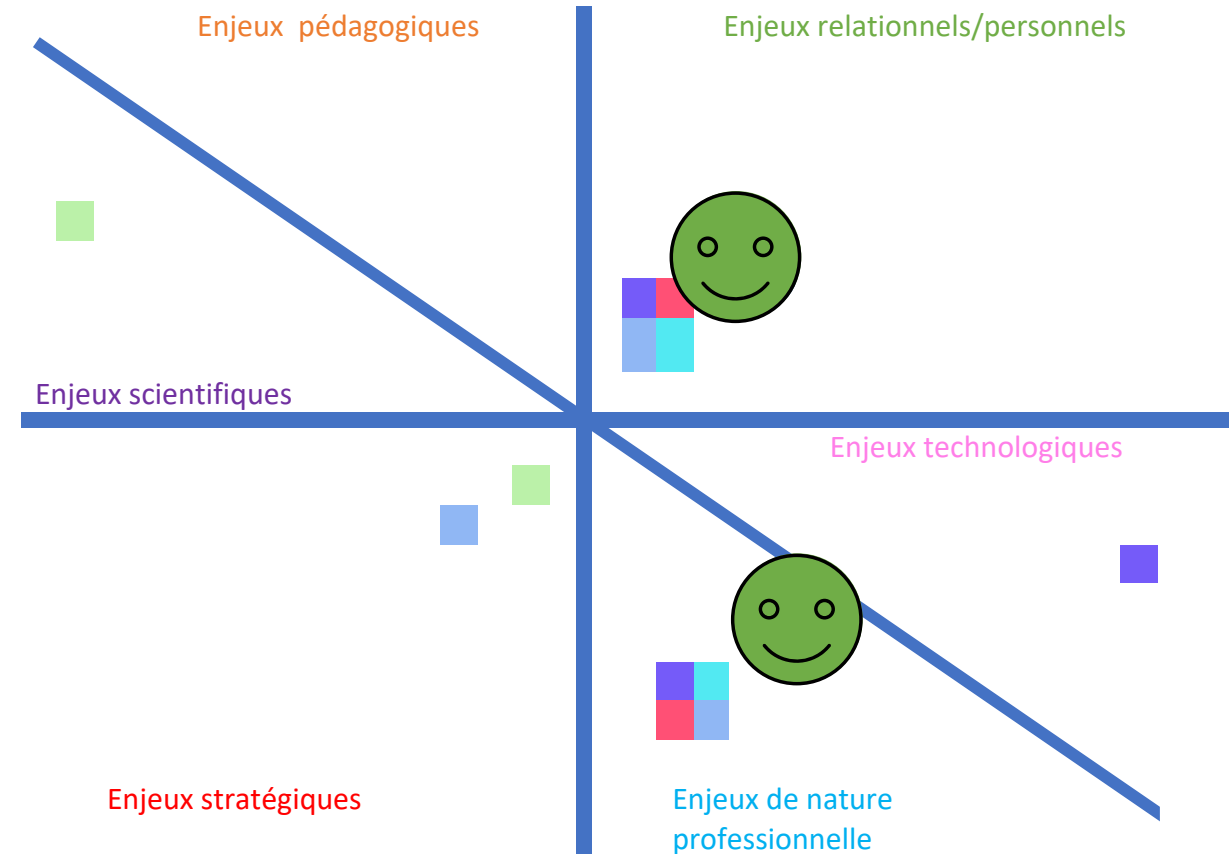 Enjeux  pédagogiques
Enjeux relationnels/personnels
Enjeux scientifiques
Enjeux technologiques
Enjeux stratégiques
Enjeux de nature
professionnelle